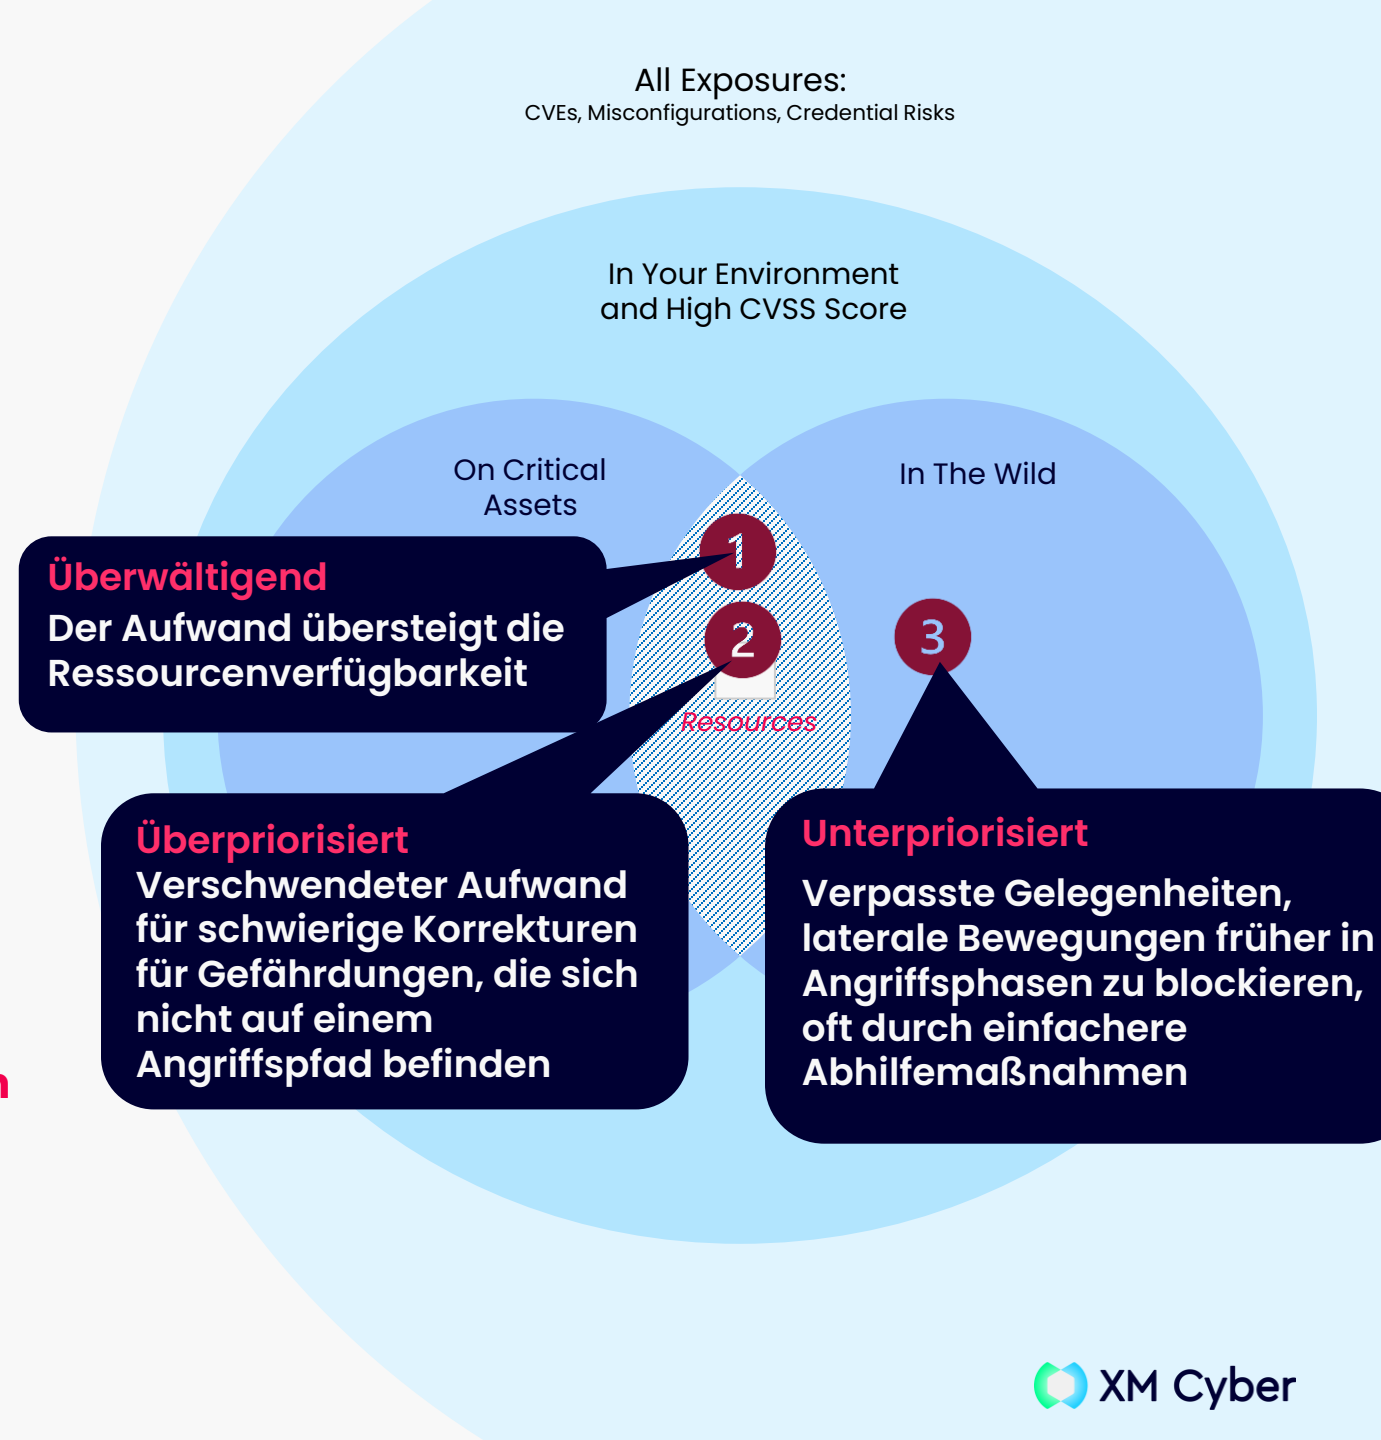 All Exposures:
CVEs, Misconfigurations, Credential Risks
In Your Environment
and High CVSS Score
On Critical
Assets
In The Wild
1
Überwältigend
Der Aufwand übersteigt die
Ressourcenverfügbarkeit
2
3
Resources
Überpriorisiert
Verschwendeter Aufwand
für schwierige Korrekturen
für Gefährdungen, die sich
nicht auf einem
Angriffspfad befinden
Unterpriorisiert
Verpasste Gelegenheiten,
laterale Bewegungen früher in
Angriffsphasen zu blockieren,
oft durch einfachere
Abhilfemaßnahmen
XM Cyber